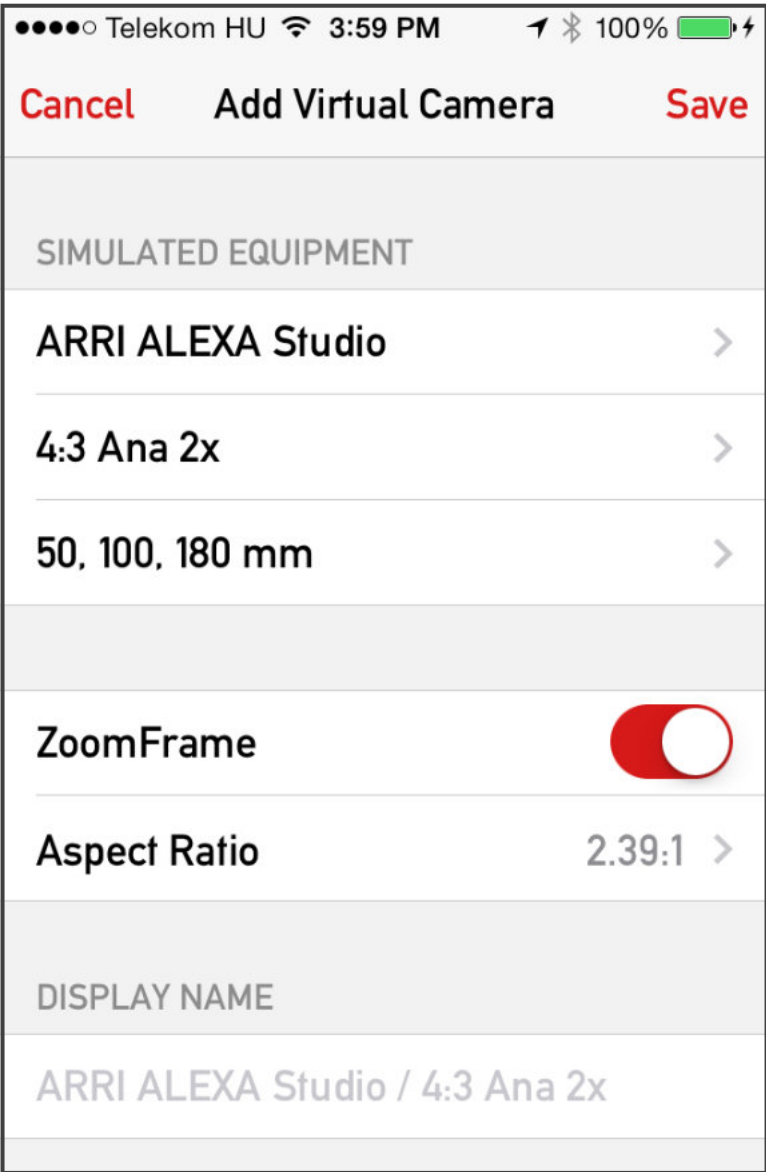 Telekom HU 3:59 PM 100%
Cancel Add Virtual Camera Save
SIMULATED EQUIPMENT
ARRI ALEXA Studio
4:3 Ana 2x
50, 100, 180 mm
ZoomFrame
Aspect Ratio 2.39:1
DISPLAY NAME
ARRI ALEXA Studio / 4:3 Ana 2x